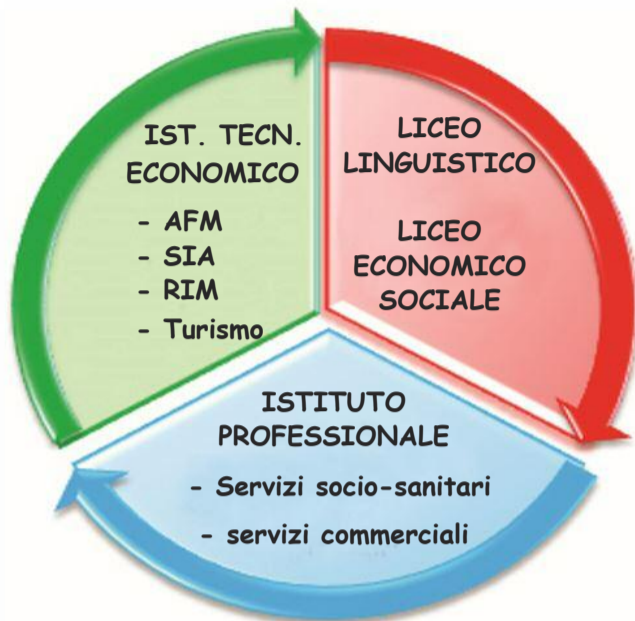 IST. TECN.
ECONOMICO
- AFM
- SIA
- RIM
- Turismo
LICEO
LINGUISTICO
LICEO
ECONOMICO
SOCIALE
ISTITUTO
PROFESSIONALE
- Servizi socio-sanitari
- servizi commerciali